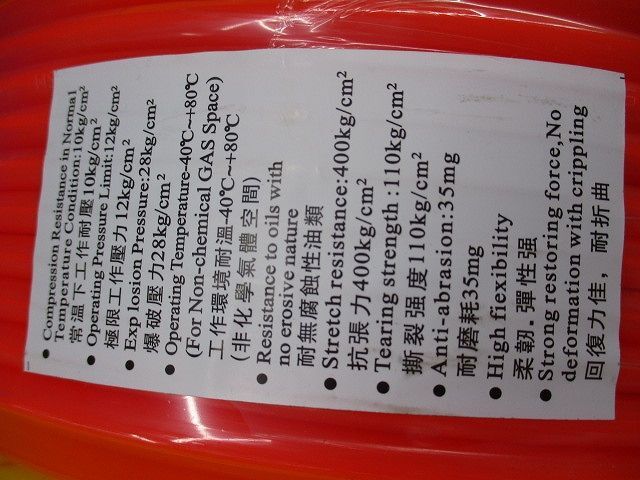 ● Compression Resistance in Normal
Temperature Condition:10kg/cm²
常溫下工作耐壓10kg/cm²
● Operating Pressure Limit:12kg/cm²
極限工作壓力12kg/cm²
● Exp losion Pressure:28kg/cm²
爆破壓力28kg/cm²
● Operating Temperature-40℃~+80℃
(For Non-chemical GAS Space)
工作環境耐溫-40℃~+80℃
(非化學氣體空間)
● Resistance to oils with
no erosive nature
耐無腐蝕性油類
● Stretch resistance:400kg/cm²
抗張力400kg/cm²
● Tearing strength:110kg/cm²
撕裂强度110kg/cm²
● Anti-abrasion:35mg
耐磨耗35mg
● High fiexibility
柔韌.彈性强
● Strong restoring force,No
deformation with crippling
回復力佳，耐折曲